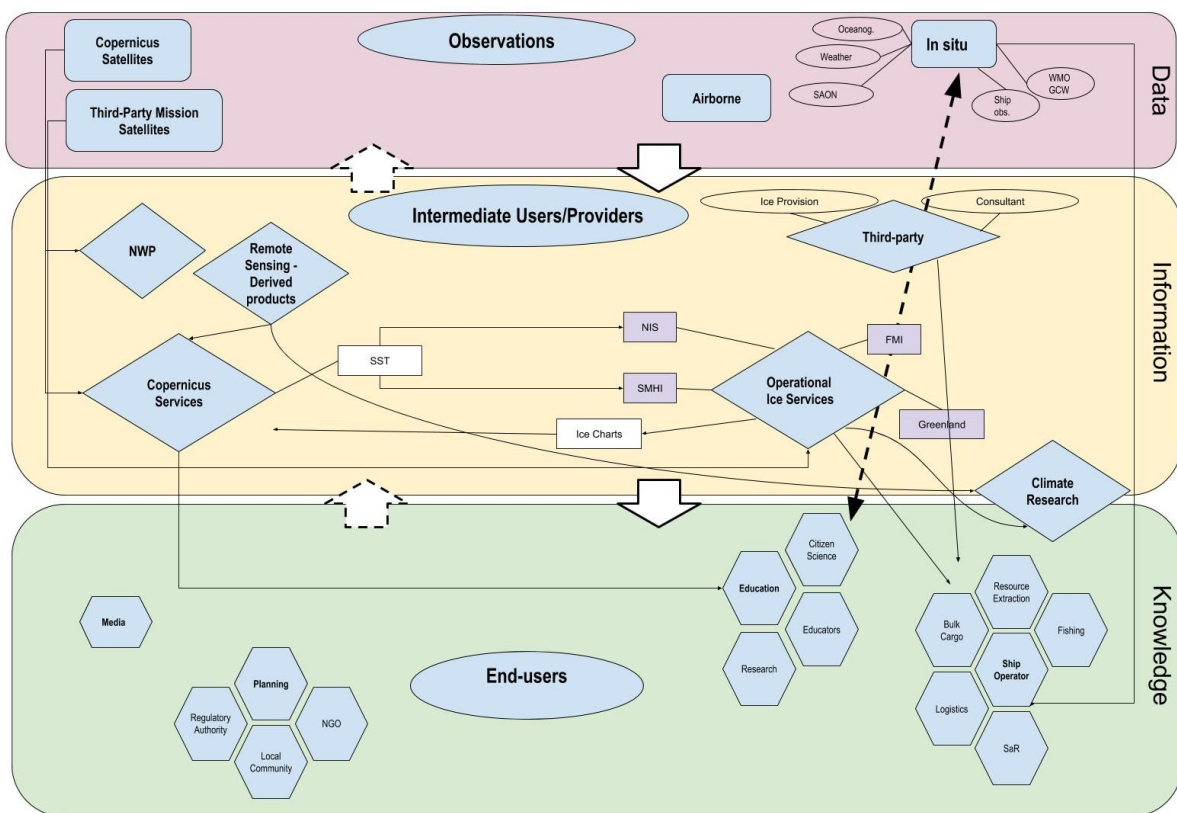 Copernicus
Satellites
Third-Party Mission
Satellites
Observations
Airborne
Oceanog.
Weather
SAON
In situ
Ship
obs.
WMO
GCW
Data
Intermediate Users/Providers
NWP
Remote
Sensing -
Derived
products
Ice Provision
Consultant
Third-party
Copernicus
Services
SST
NIS
SMHI
Ice Charts
Operational
Ice Services
FMI
Greenland
Climate
Research
Information
Media
Planning
Regulatory
Authority
NGO
Local
Community
End-users
Citizen
Science
Education
Educators
Research
Resource
Extraction
Bulk
Cargo
Fishing
Ship
Operator
Logistics
SaR
Knowledge